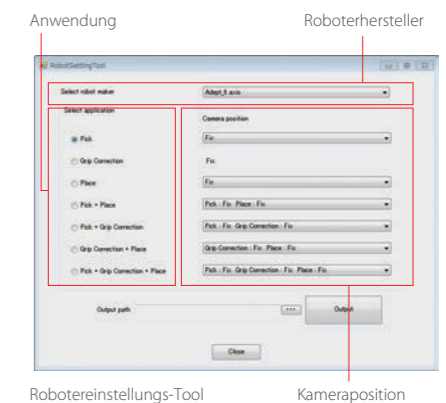 Anwendung Roboterhersteller
RobotSettingTool
Select robot maker Adept_6 axis
Select application Camera position
Pick Fix
Grip Correction Fix
Place Fix
Pick + Place Pick : Fix Place : Fix
Pick + Grip Correction Pick : Fix Grip Correction : Fix
Grip Correction + Place Grip Correction : Fix Place : Fix
Pick + Grip Correction + Place Pick : Fix Grip Correction : Fix Place : Fix
Output path ... Output
Close
Robotereinstellungs-Tool Kameraposition